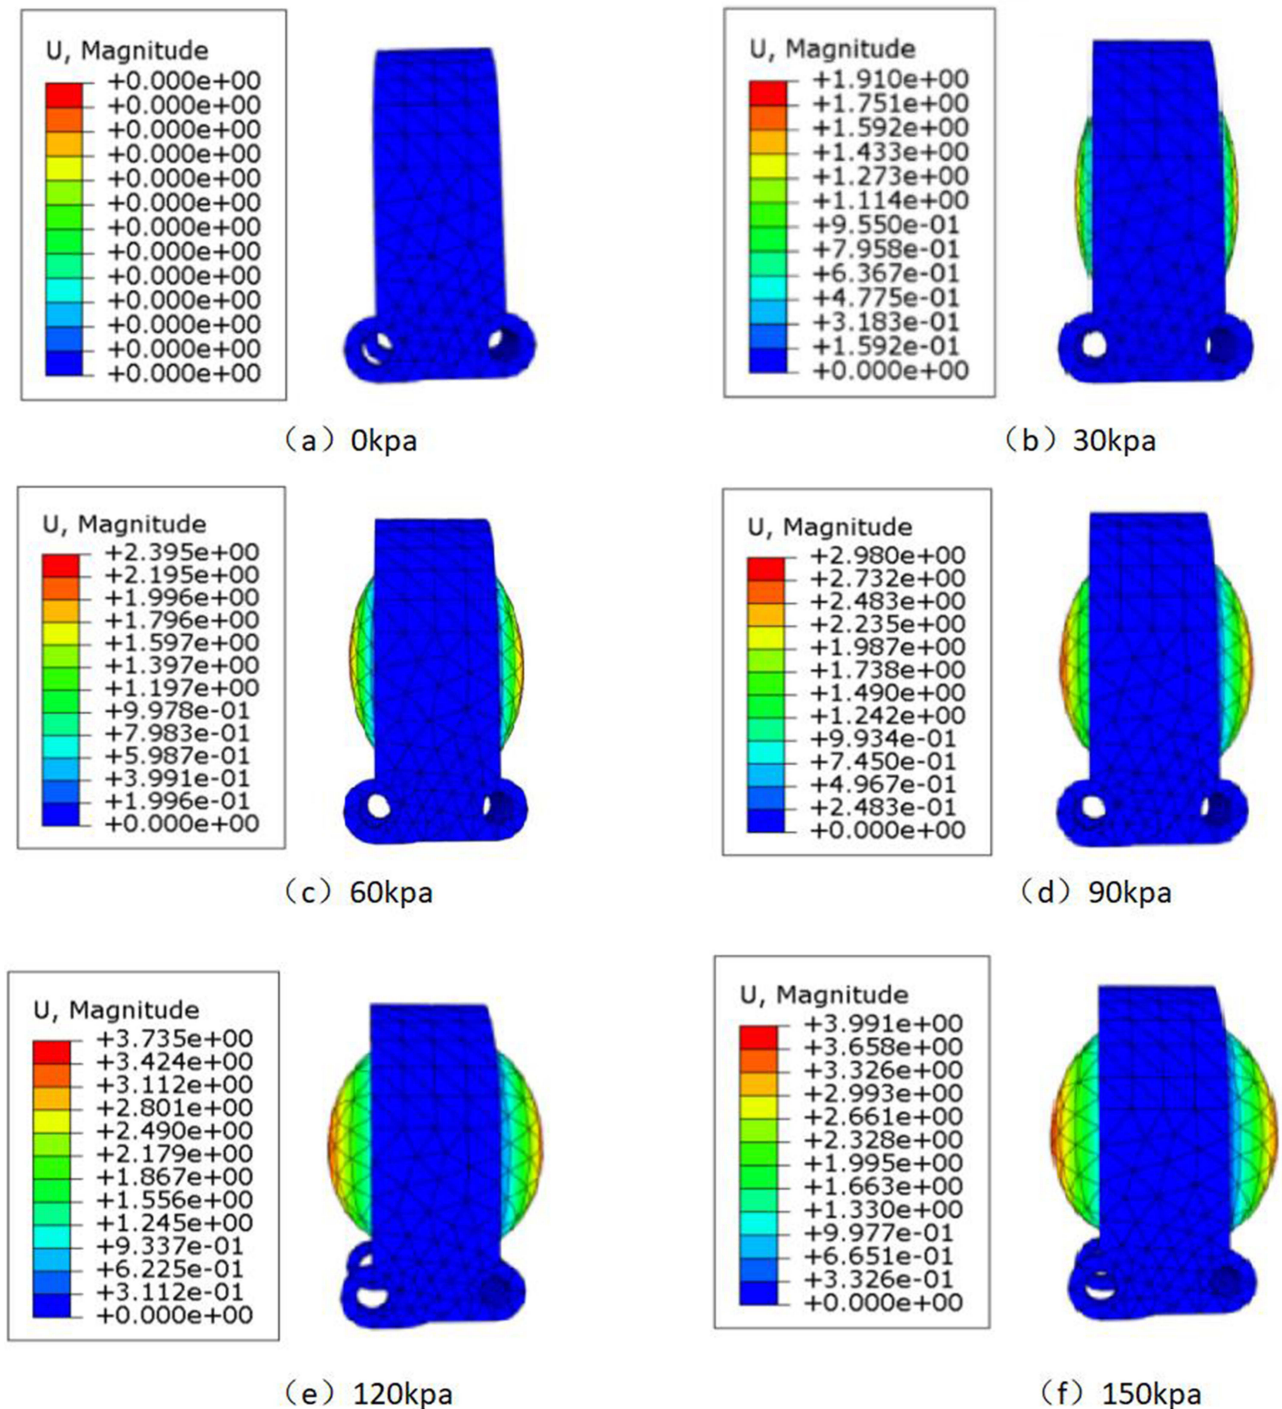 U, Magnitude
+0.000e+00
+0.000e+00
+0.000e+00
+0.000e+00
+0.000e+00
+0.000e+00
+0.000e+00
+0.000e+00
+0.000e+00
+0.000e+00
+0.000e+00
+0.000e+00
+0.000e+00
（a）0kpa
U, Magnitude
+1.910e+00
+1.751e+00
+1.592e+00
+1.433e+00
+1.273e+00
+1.114e+00
+9.550e-01
+7.958e-01
+6.367e-01
+4.775e-01
+3.183e-01
+1.592e-01
+0.000e+00
（b）30kpa
U, Magnitude
+2.395e+00
+2.195e+00
+1.996e+00
+1.796e+00
+1.597e+00
+1.397e+00
+1.197e+00
+9.978e-01
+7.983e-01
+5.987e-01
+3.991e-01
+1.996e-01
+0.000e+00
（c）60kpa
U, Magnitude
+2.980e+00
+2.732e+00
+2.483e+00
+2.235e+00
+1.987e+00
+1.738e+00
+1.490e+00
+1.242e+00
+9.934e-01
+7.450e-01
+4.967e-01
+2.483e-01
+0.000e+00
（d）90kpa
U, Magnitude
+3.735e+00
+3.424e+00
+3.112e+00
+2.801e+00
+2.490e+00
+2.179e+00
+1.867e+00
+1.556e+00
+1.245e+00
+9.337e-01
+6.225e-01
+3.112e-01
+0.000e+00
（e）120kpa
U, Magnitude
+3.991e+00
+3.658e+00
+3.326e+00
+2.993e+00
+2.661e+00
+2.328e+00
+1.995e+00
+1.663e+00
+1.330e+00
+9.977e-01
+6.651e-01
+3.326e-01
+0.000e+00
（f）150kpa